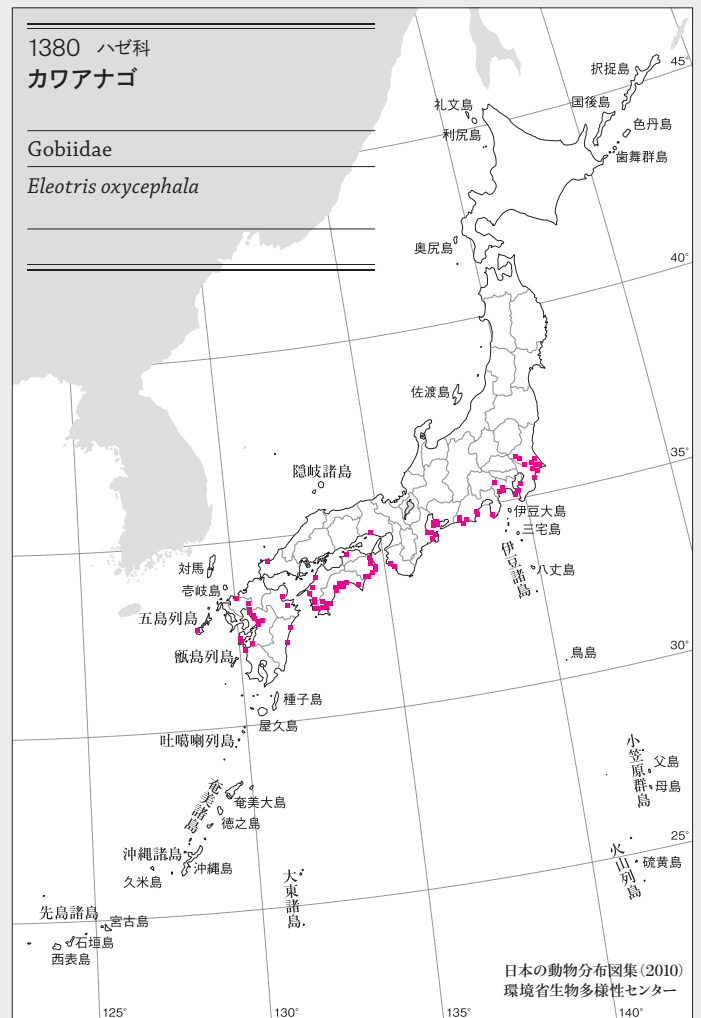 1380 ハゼ科
カワアナゴ
Gobiidae
Eleotris oxycephala
択捉島
45°
国後島
礼文島
色丹島
利尻島
歯舞群島
奥尻島
40°
佐渡島
35°
隠岐諸島
伊豆大島
三宅島
伊豆諸島
八丈島
対馬
壱岐島
五島列島
甑島列島
30°
鳥島
種子島
屋久島
吐噶喇列島
小笠原群島
父島
母島
奄美諸島
奄美大島
徳之島
25°
沖縄諸島
沖縄島
久米島
火山列島
硫黄島
大東諸島
先島諸島
宮古島
石垣島
西表島
日本の動物分布図集(2010)
環境省生物多様性センター
125°
130°
135°
140°